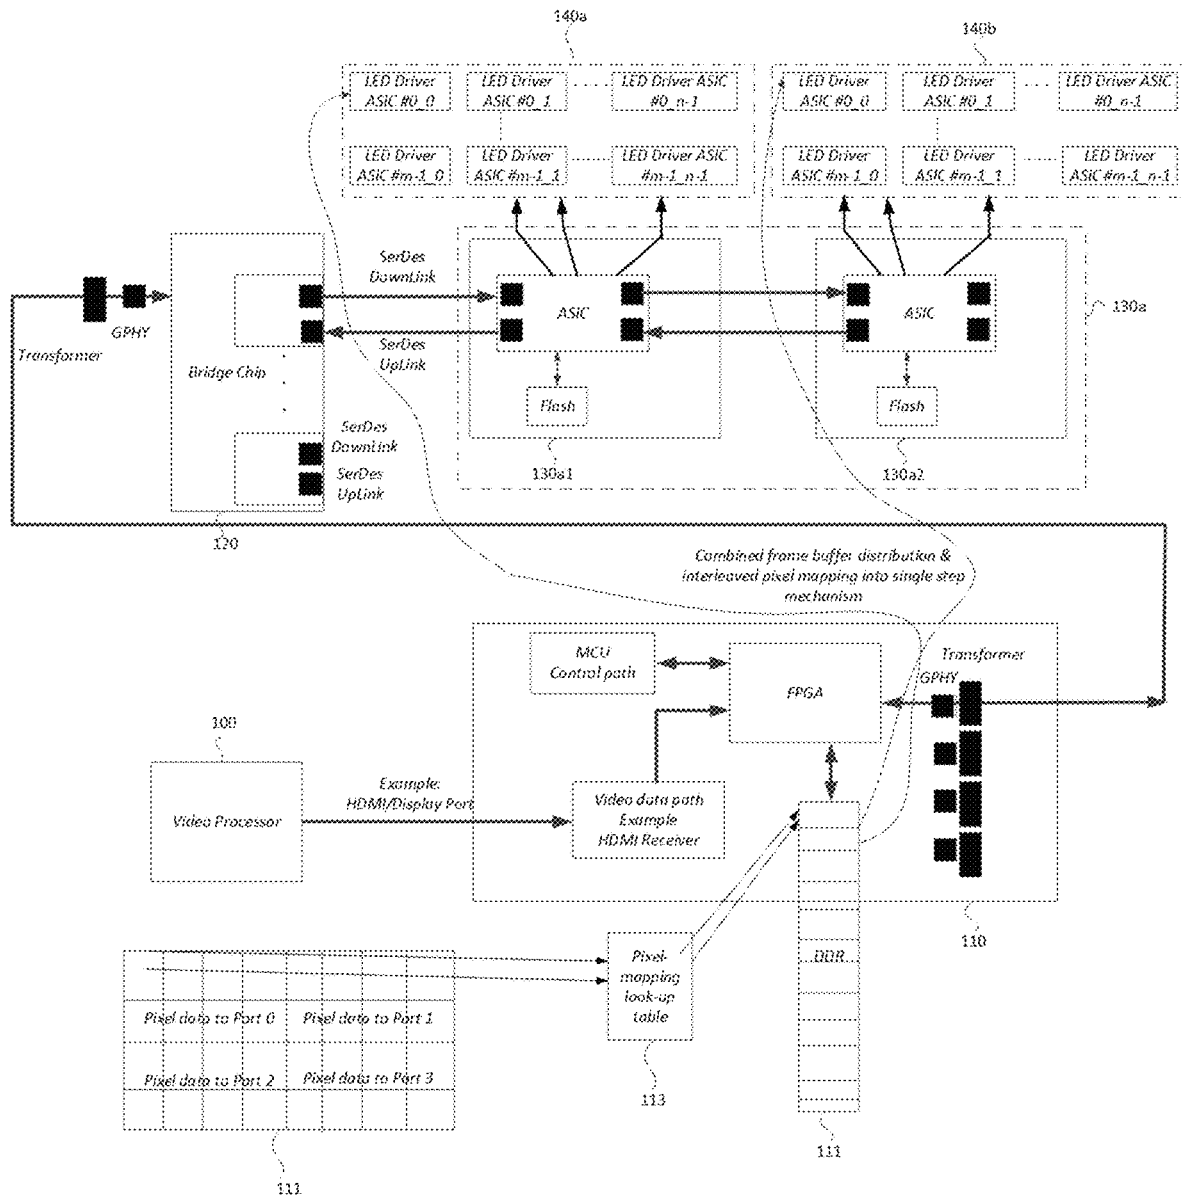 140a
140b
LED Driver
ASIC #0_0
LED Driver
ASIC #0_1
LED Driver ASIC
#0_n-1
LED Driver
ASIC #0_0
LED Driver
ASIC #0_1
LED Driver ASIC
#0_n-1
LED Driver
ASIC #m-1_0
LED Driver
ASIC #m-1_1
LED Driver ASIC
#m-1_n-1
LED Driver
ASIC #m-1_0
LED Driver
ASIC #m-1_1
LED Driver
ASIC #m-1_n-1
SerDes
DownLink
GPHY
Transformer
Bridge Chip
SerDes
UpLink
ASIC
ASIC
130a
Flash
Flash
SerDes
DownLink
SerDes
UpLink
130a1
130a2
120
Combined frame buffer distribution &
interleaved pixel mapping into single step
mechanism
MCU
Control path
FPGA
Transformer
GPHY
100
Video Processor
Example:
HDMI/Display Port
Video data path
Example
HDMI Receiver
110
Pixel-
mapping
look-up
table
DDR
Pixel data to Port 0
Pixel data to Port 1
Pixel data to Port 2
Pixel data to Port 3
113
111
111